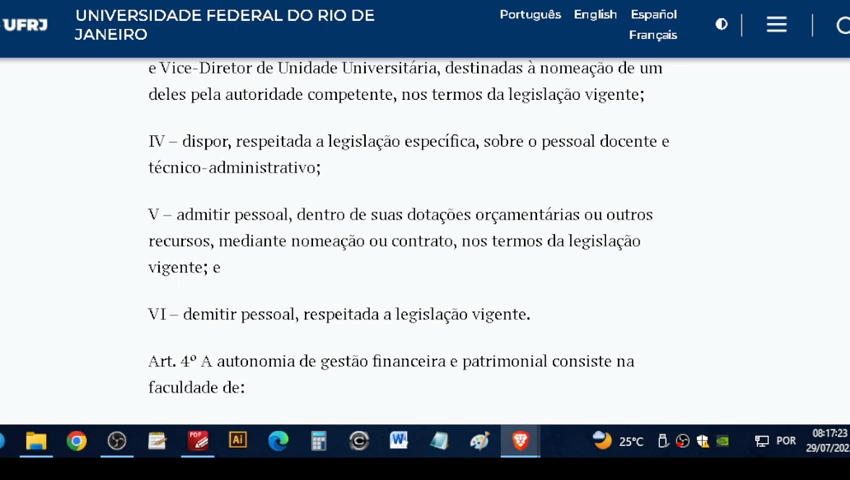 UFRJ
UNIVERSIDADE FEDERAL DO RIO DE
JANEIRO
Português English Español
Français
e Vice-Diretor de Unidade Universitária, destinadas à nomeação de um
deles pela autoridade competente, nos termos da legislação vigente;
IV – dispor, respeitada a legislação específica, sobre o pessoal docente e
técnico-administrativo;
V – admitir pessoal, dentro de suas dotações orçamentárias ou outros
recursos, mediante nomeação ou contrato, nos termos da legislação
vigente; e
VI – demitir pessoal, respeitada a legislação vigente.
Art. 4º A autonomia de gestão financeira e patrimonial consiste na
faculdade de:
PDF
Ai
W
25°C
POR
08:17:23
29/07/202